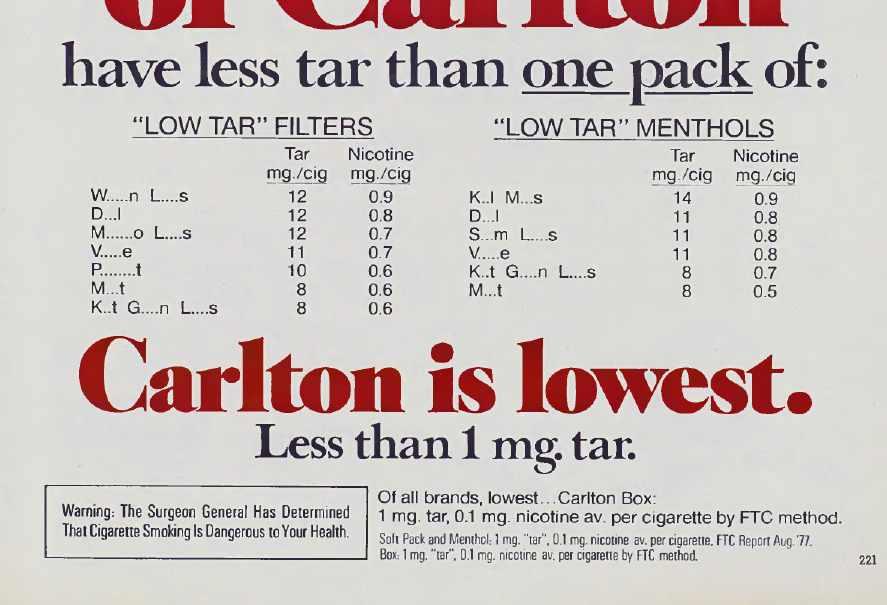 of Carlton
have less tar than one pack of:
"LOW TAR" FILTERS
Tar Nicotine
mg./cig mg./cig
W.....n L....s 12 0.9
D...l 12 0.8
M......o L....s 12 0.7
V.....e 11 0.7
P........t 10 0.6
M...t 8 0.6
K..t G....n L....s 8 0.6
"LOW TAR" MENTHOLS
Tar Nicotine
mg./cig mg./cig
K..l M...s 14 0.9
D...l 11 0.8
S...m L....s 11 0.8
V.....e 11 0.8
K..t G....n L....s 8 0.7
M...t 8 0.5
Carlton is lowest.
Less than 1 mg. tar.
Warning: The Surgeon General Has Determined
That Cigarette Smoking Is Dangerous to Your Health.
Of all brands, lowest...Carlton Box:
1 mg. tar, 0.1 mg. nicotine av. per cigarette by FTC method.
Soft Pack and Menthol: 1 mg. "tar", 0.1 mg. nicotine av. per cigarette, FTC Report Aug. '77.
Box: 1 mg. "tar", 0.1 mg. nicotine av. per cigarette by FTC method.
221